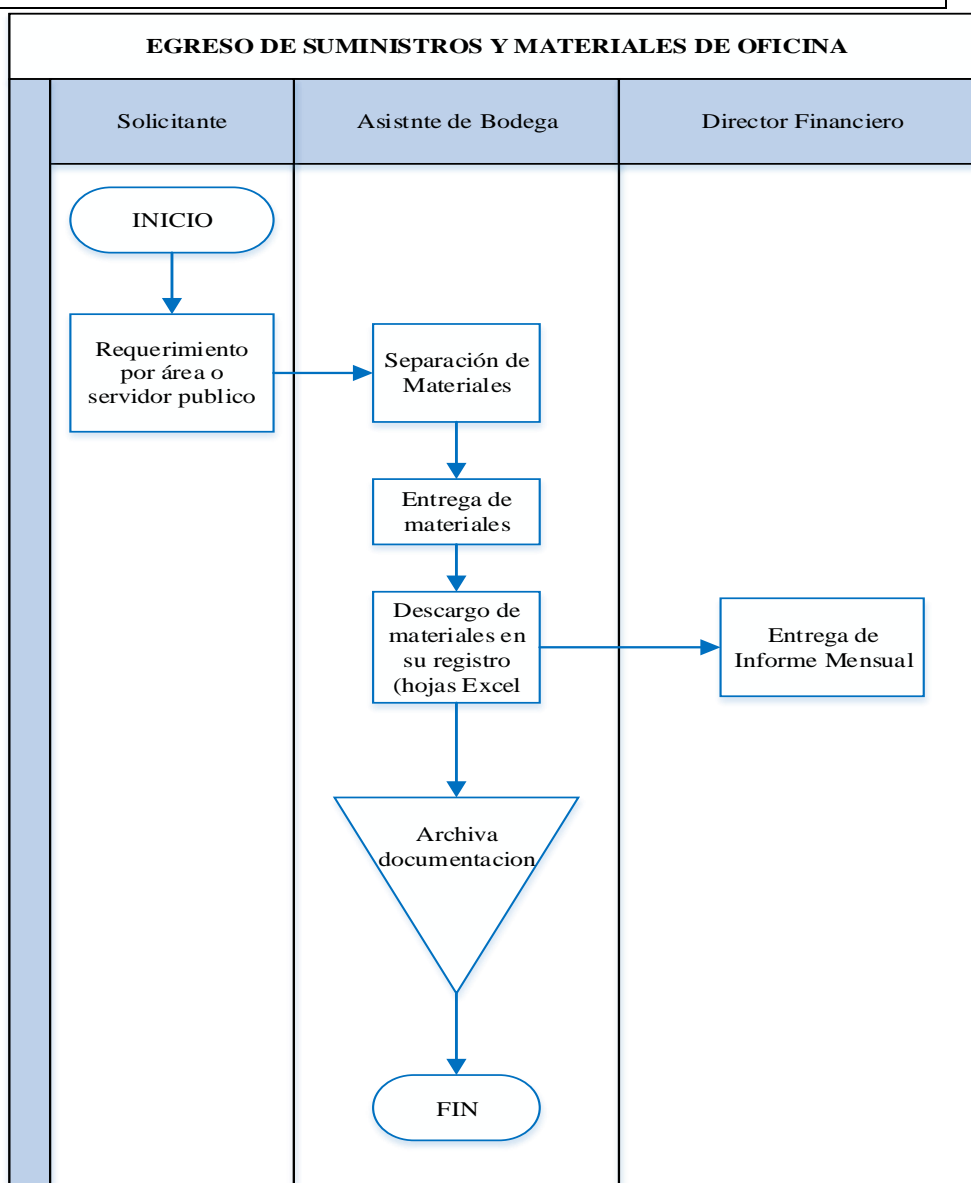 EGRESO DE SUMINISTROS Y MATERIALES DE OFICINA
Solicitante
Asistnte de Bodega
Director Financiero
INICIO
Requerimiento
por área o
servidor publico
Separación de
Materiales
Entrega de
materiales
Descargo de
materiales en
su registro
(hojas Excel
Entrega de
Informe Mensual
Archiva
documentacion
FIN